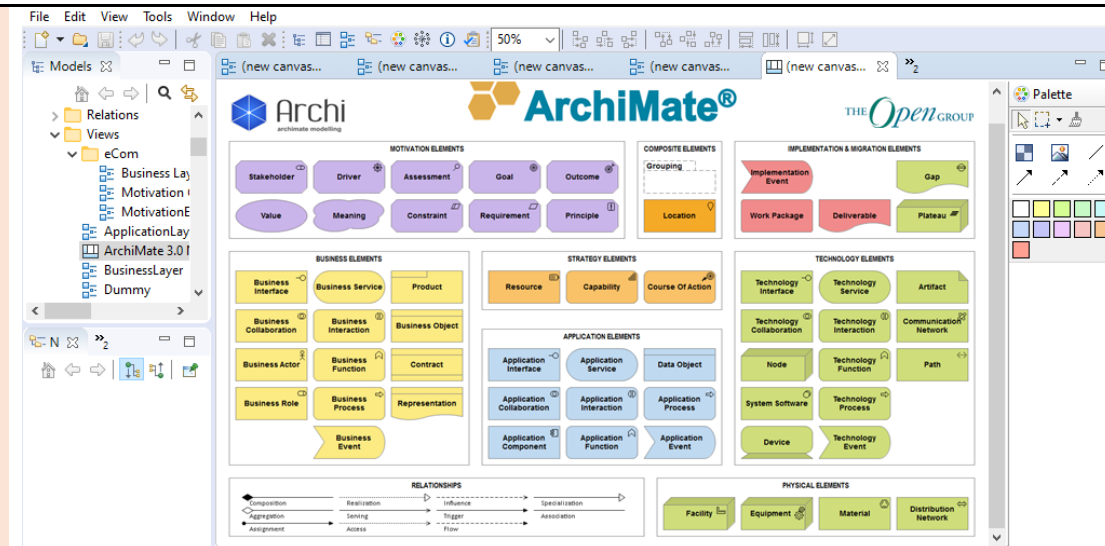 File Edit View Tools Window Help
50%
Models
(new canvas... (new canvas... (new canvas... (new canvas... (new canvas... »2
Relations
Views
eCom
Business Lay
Motivation
MotivationE
ApplicationLay
ArchiMate 3.0
BusinessLayer
Dummy
N »2
Archi
archimate modelling
ArchiMate®
THE Open GROUP
MOTIVATION ELEMENTS
Stakeholder Driver Assessment Goal Outcome
Value Meaning Constraint Requirement Principle
COMPOSITE ELEMENTS
Grouping
Location
IMPLEMENTATION & MIGRATION ELEMENTS
Implementation Event Gap
Work Package Deliverable Plateau
BUSINESS ELEMENTS
Business Interface Business Service Product
Business Collaboration Business Interaction Business Object
Business Actor Business Function Contract
Business Role Business Process Representation
Business Event
STRATEGY ELEMENTS
Resource Capability Course Of Action
APPLICATION ELEMENTS
Application Interface Application Service Data Object
Application Collaboration Application Interaction Application Process
Application Component Application Function Application Event
TECHNOLOGY ELEMENTS
Technology Interface Technology Service Artifact
Technology Collaboration Technology Interaction Communication Network
Node Technology Function Path
System Software Technology Process
Device Technology Event
RELATIONSHIPS
Composition Realization Influence Specialization
Aggregation Serving Trigger Association
Assignment Access Flow
PHYSICAL ELEMENTS
Facility Equipment Material Distribution Network
Palette